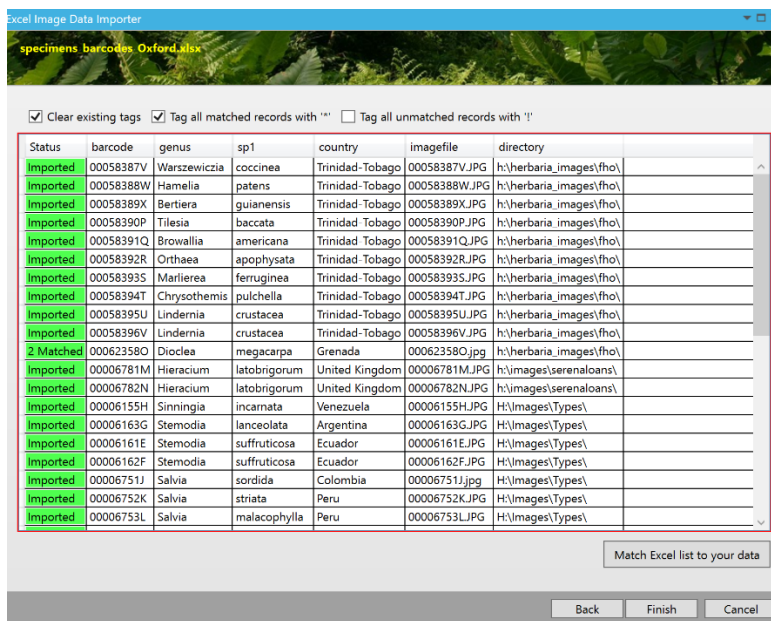 Excel Image Data Importer
specimens barcodes Oxford.xlsx
Clear existing tags Tag all matched records with '*' Tag all unmatched records with '!'
Status barcode genus sp1 country imagefile directory
Imported 00058387V Warszewiczia coccinea Trinidad-Tobago 00058387V.JPG h:\herbaria_images\fho\
Imported 00058388W Hamelia patens Trinidad-Tobago 00058388W.JPG h:\herbaria_images\fho\
Imported 00058389X Bertiera guianensis Trinidad-Tobago 00058389X.JPG h:\herbaria_images\fho\
Imported 00058390P Tilesia baccata Trinidad-Tobago 00058390P.JPG h:\herbaria_images\fho\
Imported 00058391Q Browallia americana Trinidad-Tobago 00058391Q.JPG h:\herbaria_images\fho\
Imported 00058392R Orthaea apophysata Trinidad-Tobago 00058392R.JPG h:\herbaria_images\fho\
Imported 00058393S Marlierea ferruginea Trinidad-Tobago 00058393S.JPG h:\herbaria_images\fho\
Imported 00058394T Chrysothemis pulchella Trinidad-Tobago 00058394T.JPG h:\herbaria_images\fho\
Imported 00058395U Lindernia crustacea Trinidad-Tobago 00058395U.JPG h:\herbaria_images\fho\
Imported 00058396V Lindernia crustacea Trinidad-Tobago 00058396V.JPG h:\herbaria_images\fho\
2 Matched 00062358O Dioclea megacarpa Grenada 00062358O.jpg h:\herbaria_images\fho\
Imported 00006781M Hieracium latobrigorum United Kingdom 00006781M.JPG h:\images\serenaloans\
Imported 00006782N Hieracium latobrigorum United Kingdom 00006782N.JPG h:\images\serenaloans\
Imported 00006155H Sinningia incarnata Venezuela 00006155H.JPG H:\Images\Types\
Imported 00006163G Stemodia lanceolata Argentina 00006163G.JPG H:\Images\Types\
Imported 00006161E Stemodia suffruticosa Ecuador 00006161E.JPG H:\Images\Types\
Imported 00006162F Stemodia suffruticosa Ecuador 00006162F.JPG H:\Images\Types\
Imported 00006751J Salvia sordida Colombia 00006751J.jpg H:\Images\Types\
Imported 00006752K Salvia striata Peru 00006752K.JPG H:\Images\Types\
Imported 00006753L Salvia malacophylla Peru 00006753L.JPG H:\Images\Types\
Match Excel list to your data
Back Finish Cancel